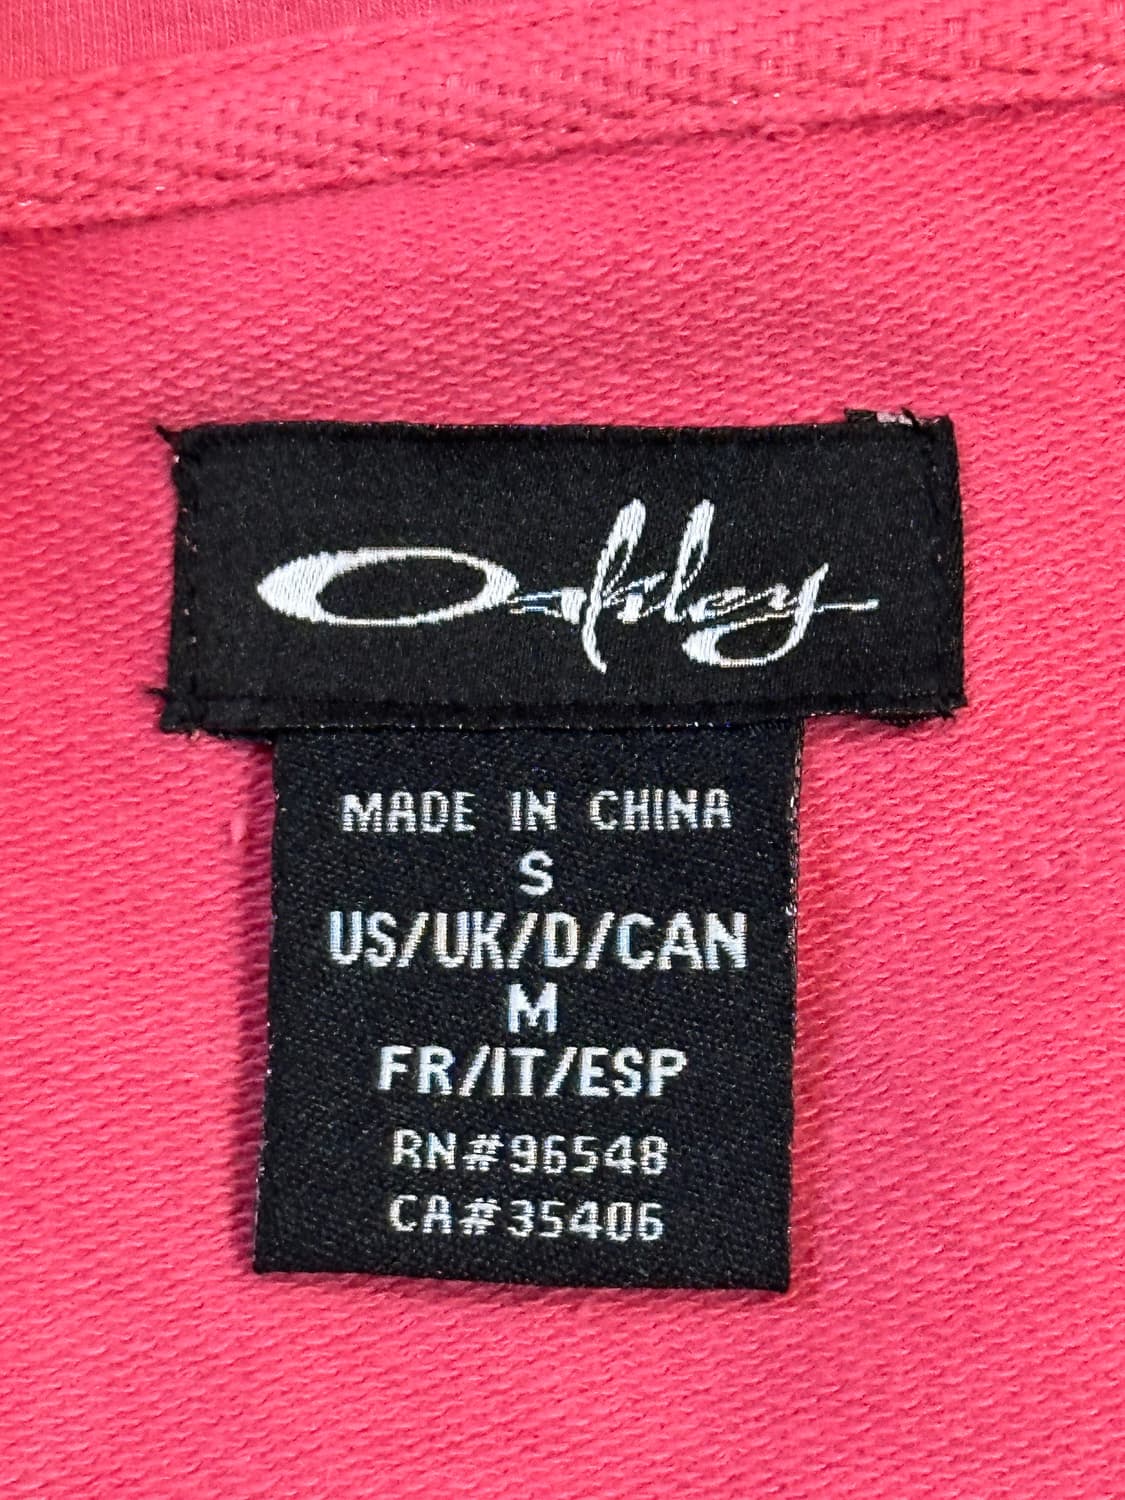 Oakley
MADE IN CHINA
S
US/UK/D/CAN
M
FR/IT/ESP
RN#96548
CA#35406